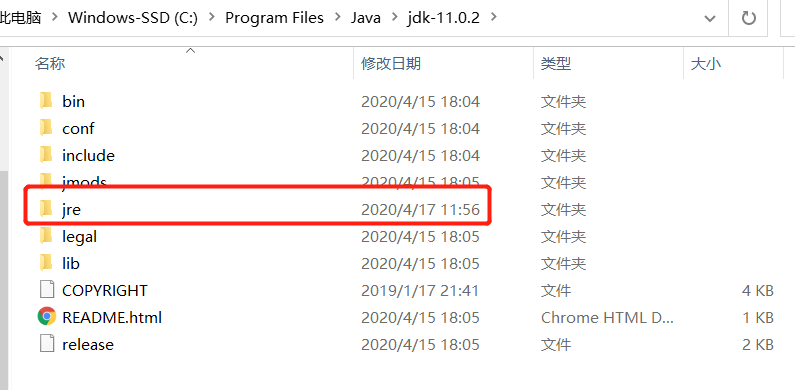 此电脑 › Windows-SSD (C:) › Program Files › Java › jdk-11.0.2 ›
名称 修改日期 类型 大小
bin 2020/4/15 18:04 文件夹
conf 2020/4/15 18:04 文件夹
include 2020/4/15 18:04 文件夹
jmods 2020/4/15 18:05 文件夹
jre 2020/4/17 11:56 文件夹
legal 2020/4/15 18:05 文件夹
lib 2020/4/15 18:05 文件夹
COPYRIGHT 2019/1/17 21:41 文件 4 KB
README.html 2020/4/15 18:05 Chrome HTML D... 1 KB
release 2020/4/15 18:05 文件 2 KB